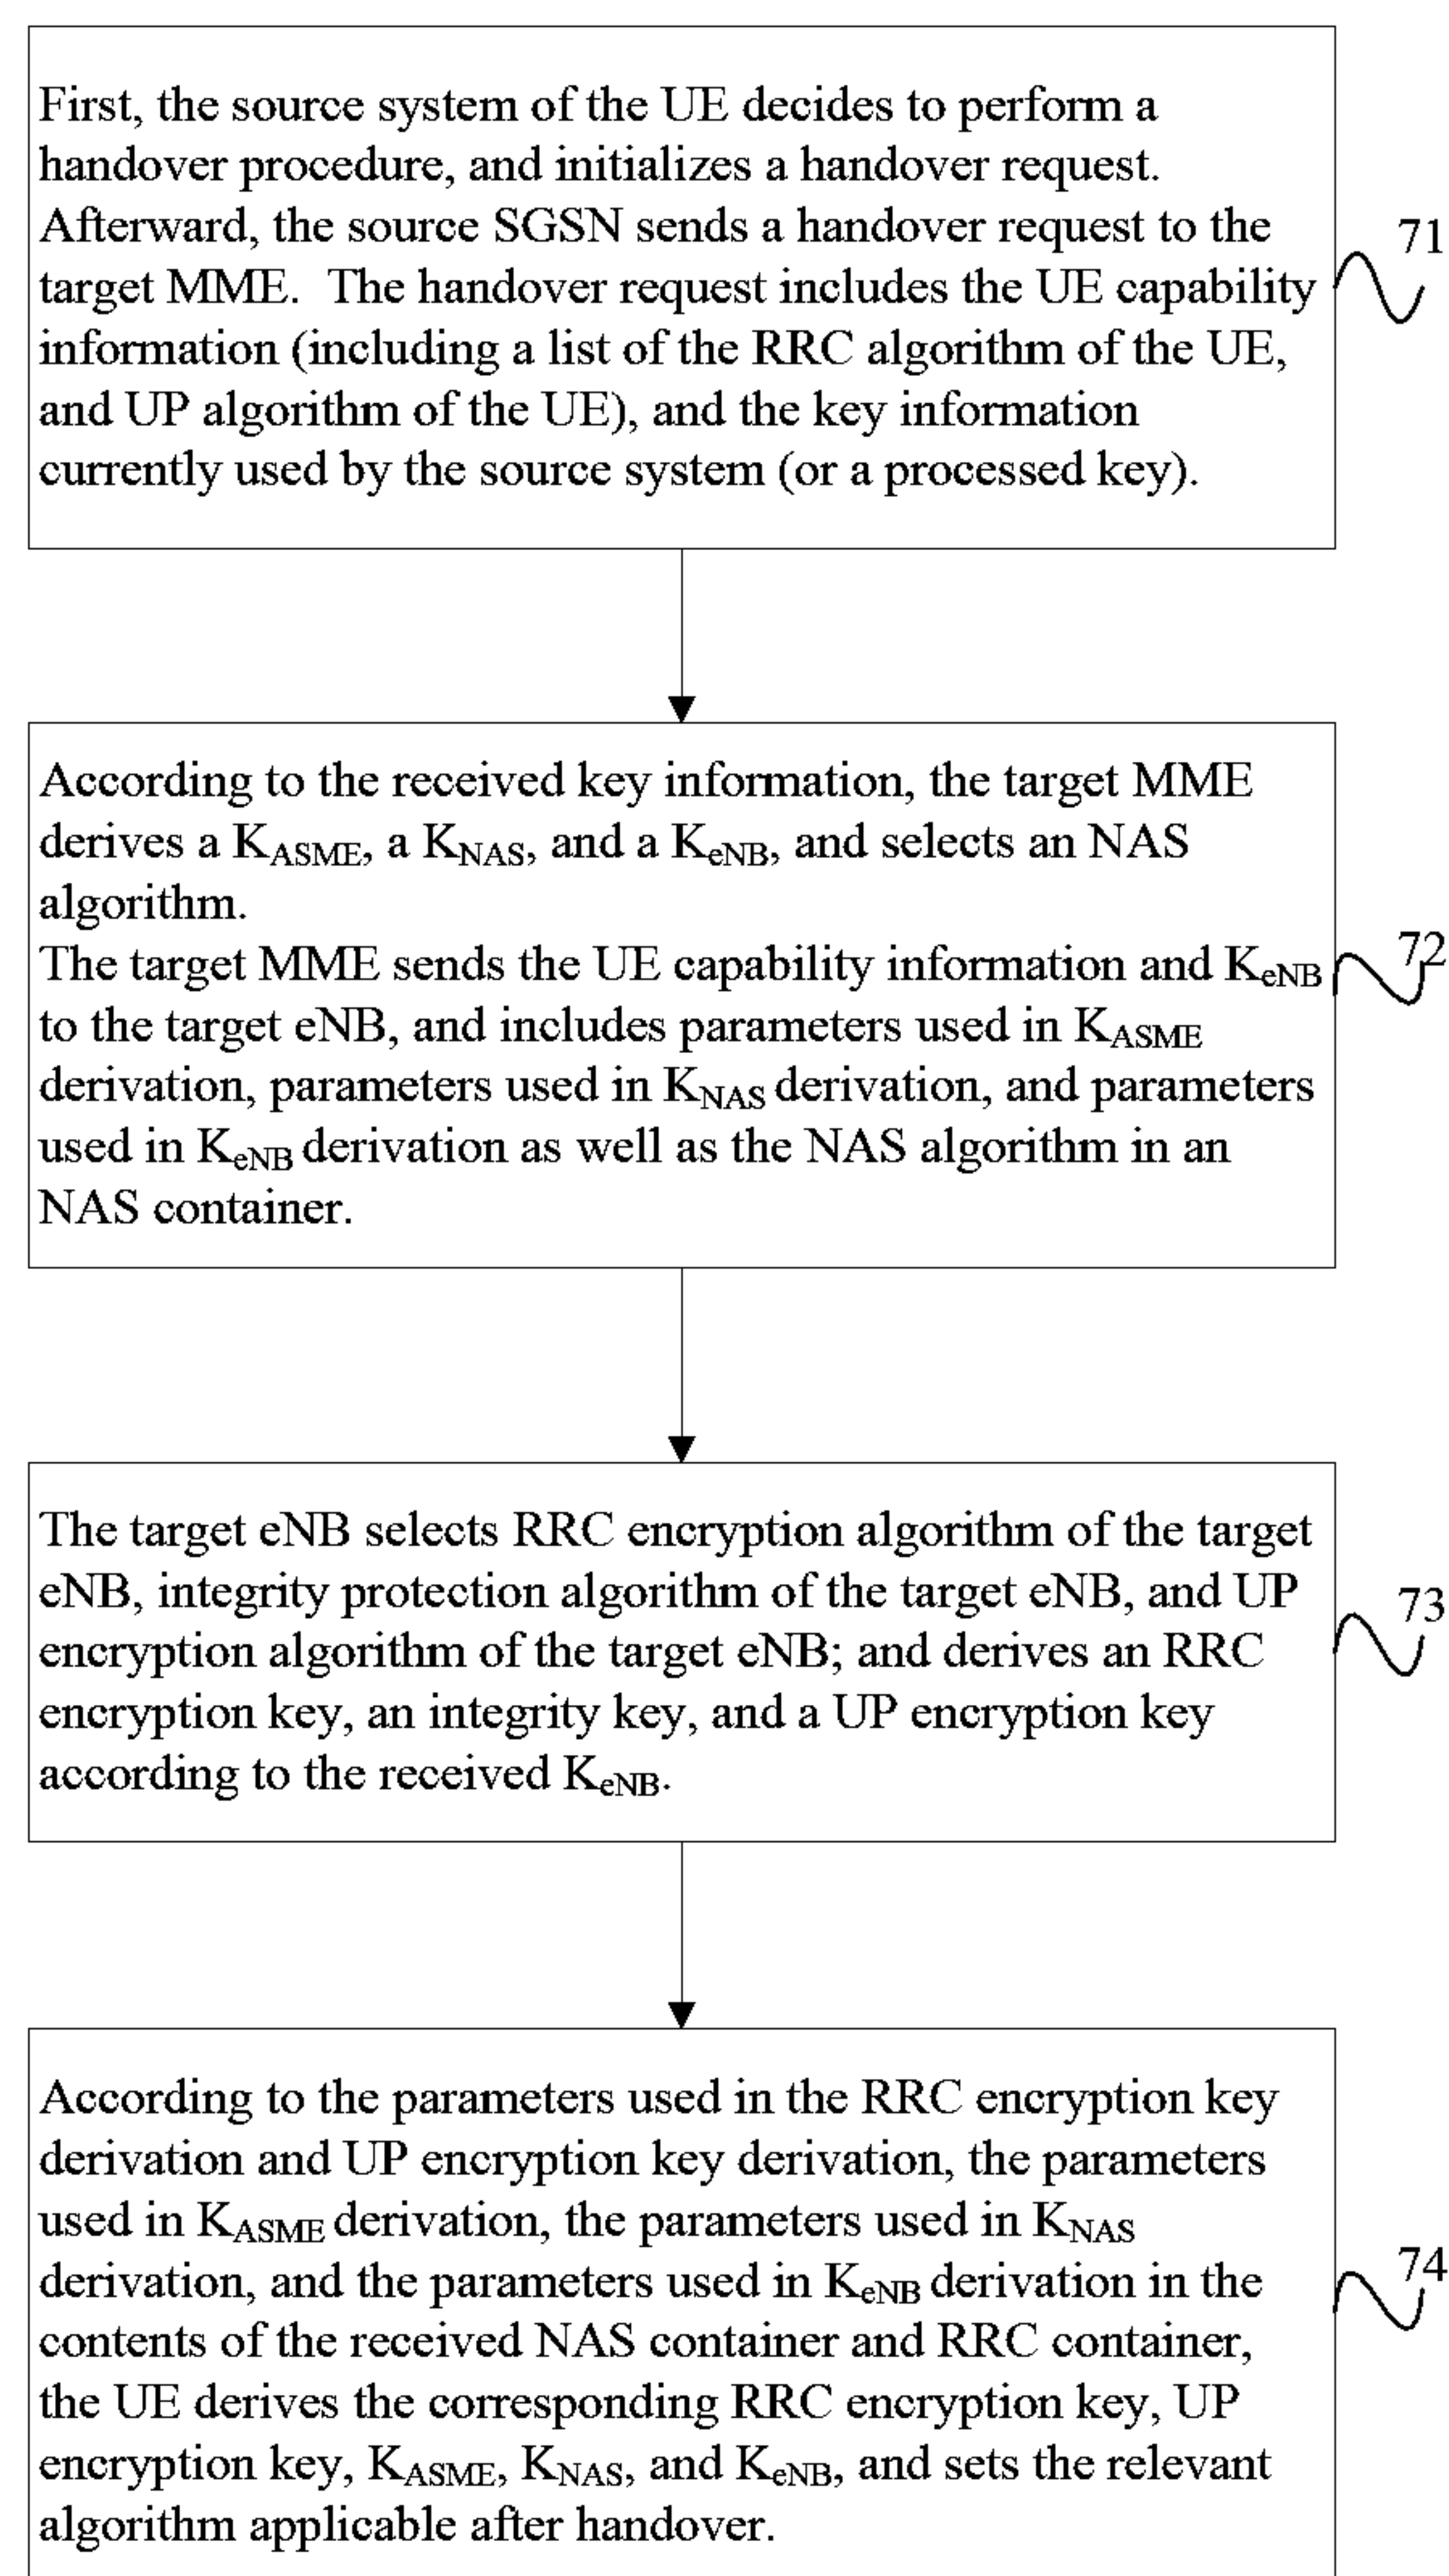 First, the source system of the UE decides to perform a
handover procedure, and initializes a handover request.
Afterward, the source SGSN sends a handover request to the
target MME.  The handover request includes the UE capability
information (including a list of the RRC algorithm of the UE,
and UP algorithm of the UE), and the key information
currently used by the source system (or a processed key).
71
According to the received key information, the target MME
derives a KASME, a KNAS, and a KeNB, and selects an NAS
algorithm.
The target MME sends the UE capability information and KeNB
to the target eNB, and includes parameters used in KASME
derivation, parameters used in KNAS derivation, and parameters
used in KeNB derivation as well as the NAS algorithm in an
NAS container.
72
The target eNB selects RRC encryption algorithm of the target
eNB, integrity protection algorithm of the target eNB, and UP
encryption algorithm of the target eNB; and derives an RRC
encryption key, an integrity key, and a UP encryption key
according to the received KeNB.
73
According to the parameters used in the RRC encryption key
derivation and UP encryption key derivation, the parameters
used in KASME derivation, the parameters used in KNAS
derivation, and the parameters used in KeNB derivation in the
contents of the received NAS container and RRC container,
the UE derives the corresponding RRC encryption key, UP
encryption key, KASME, KNAS, and KeNB, and sets the relevant
algorithm applicable after handover.
74